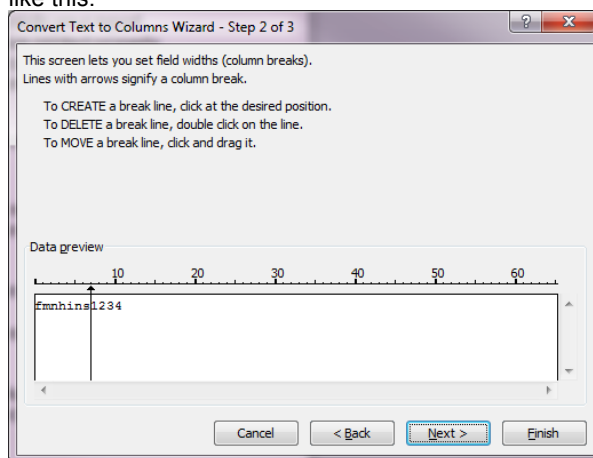 like this:
Convert Text to Columns Wizard - Step 2 of 3
This screen lets you set field widths (column breaks).
Lines with arrows signify a column break.
To CREATE a break line, click at the desired position.
To DELETE a break line, double click on the line.
To MOVE a break line, click and drag it.
Data preview
10 20 30 40 50 60
fmnhins1234
Cancel < Back Next > Finish